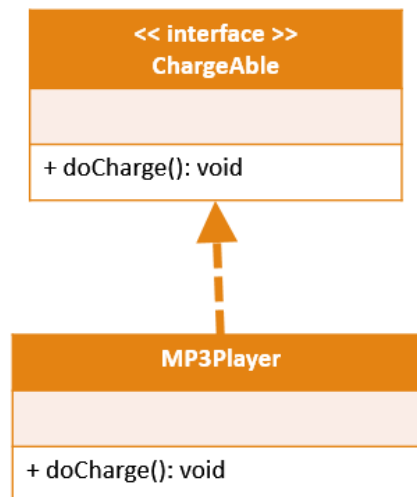 << interface >>
ChargeAble
+ doCharge(): void
MP3Player
+ doCharge(): void